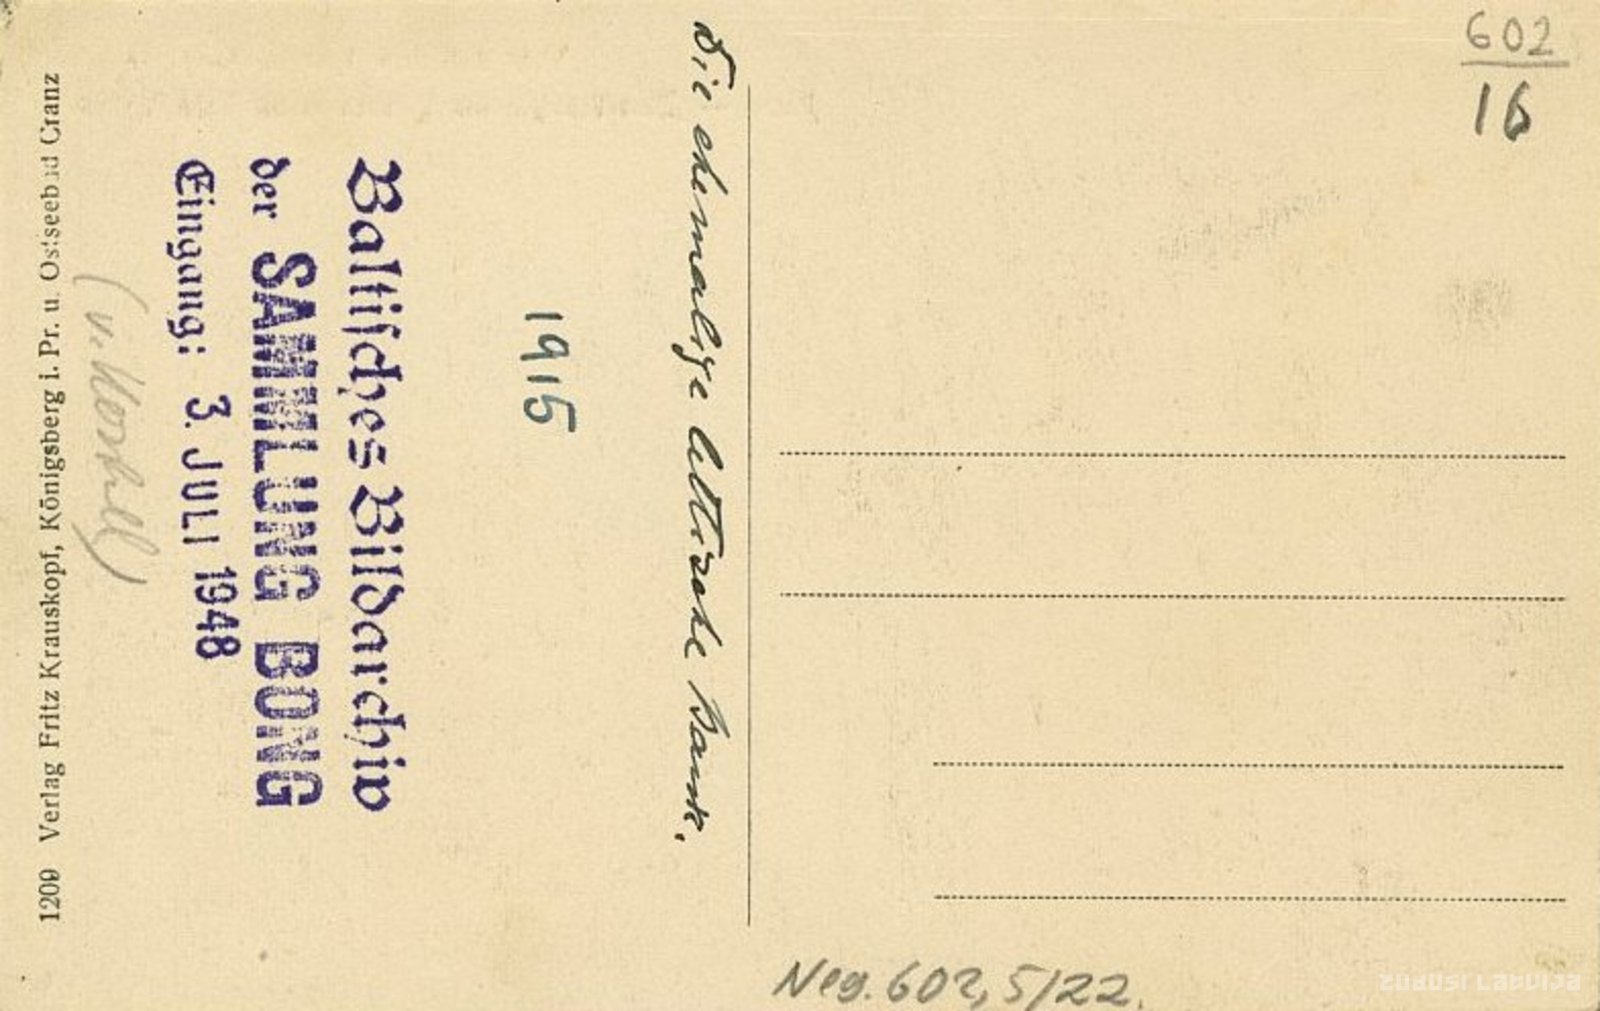 602
16
Die ehemalige lettische Bank.
1915
Baltisches Bildarchiv
der SAMMLUNG BONG
Eingang: 3. JULI 1948
1209 Verlag Fritz Krauskopf, Königsberg i. Pr. u. Ostseebad Cranz
Neg. 602, 5/22.
zudusi Latvija